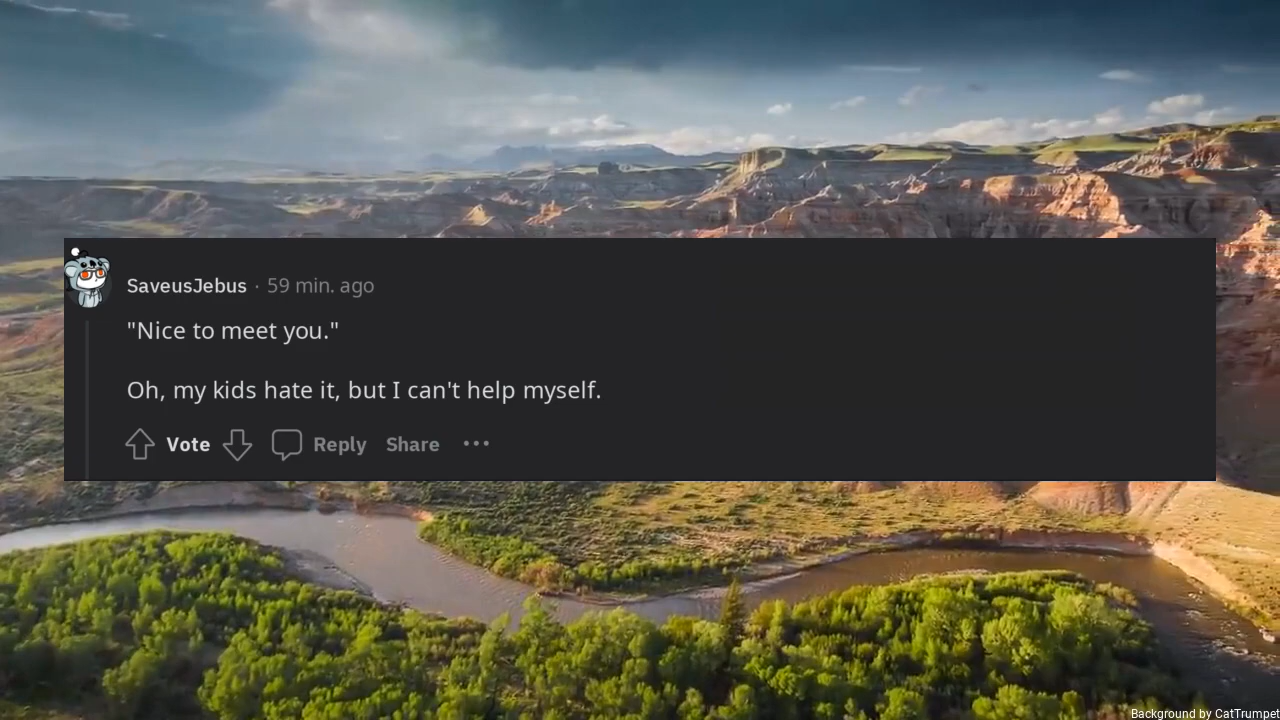 SaveusJebus · 59 min. ago
"Nice to meet you."
Oh, my kids hate it, but I can't help myself.
Vote Reply Share ...
Background by CatTrumpet